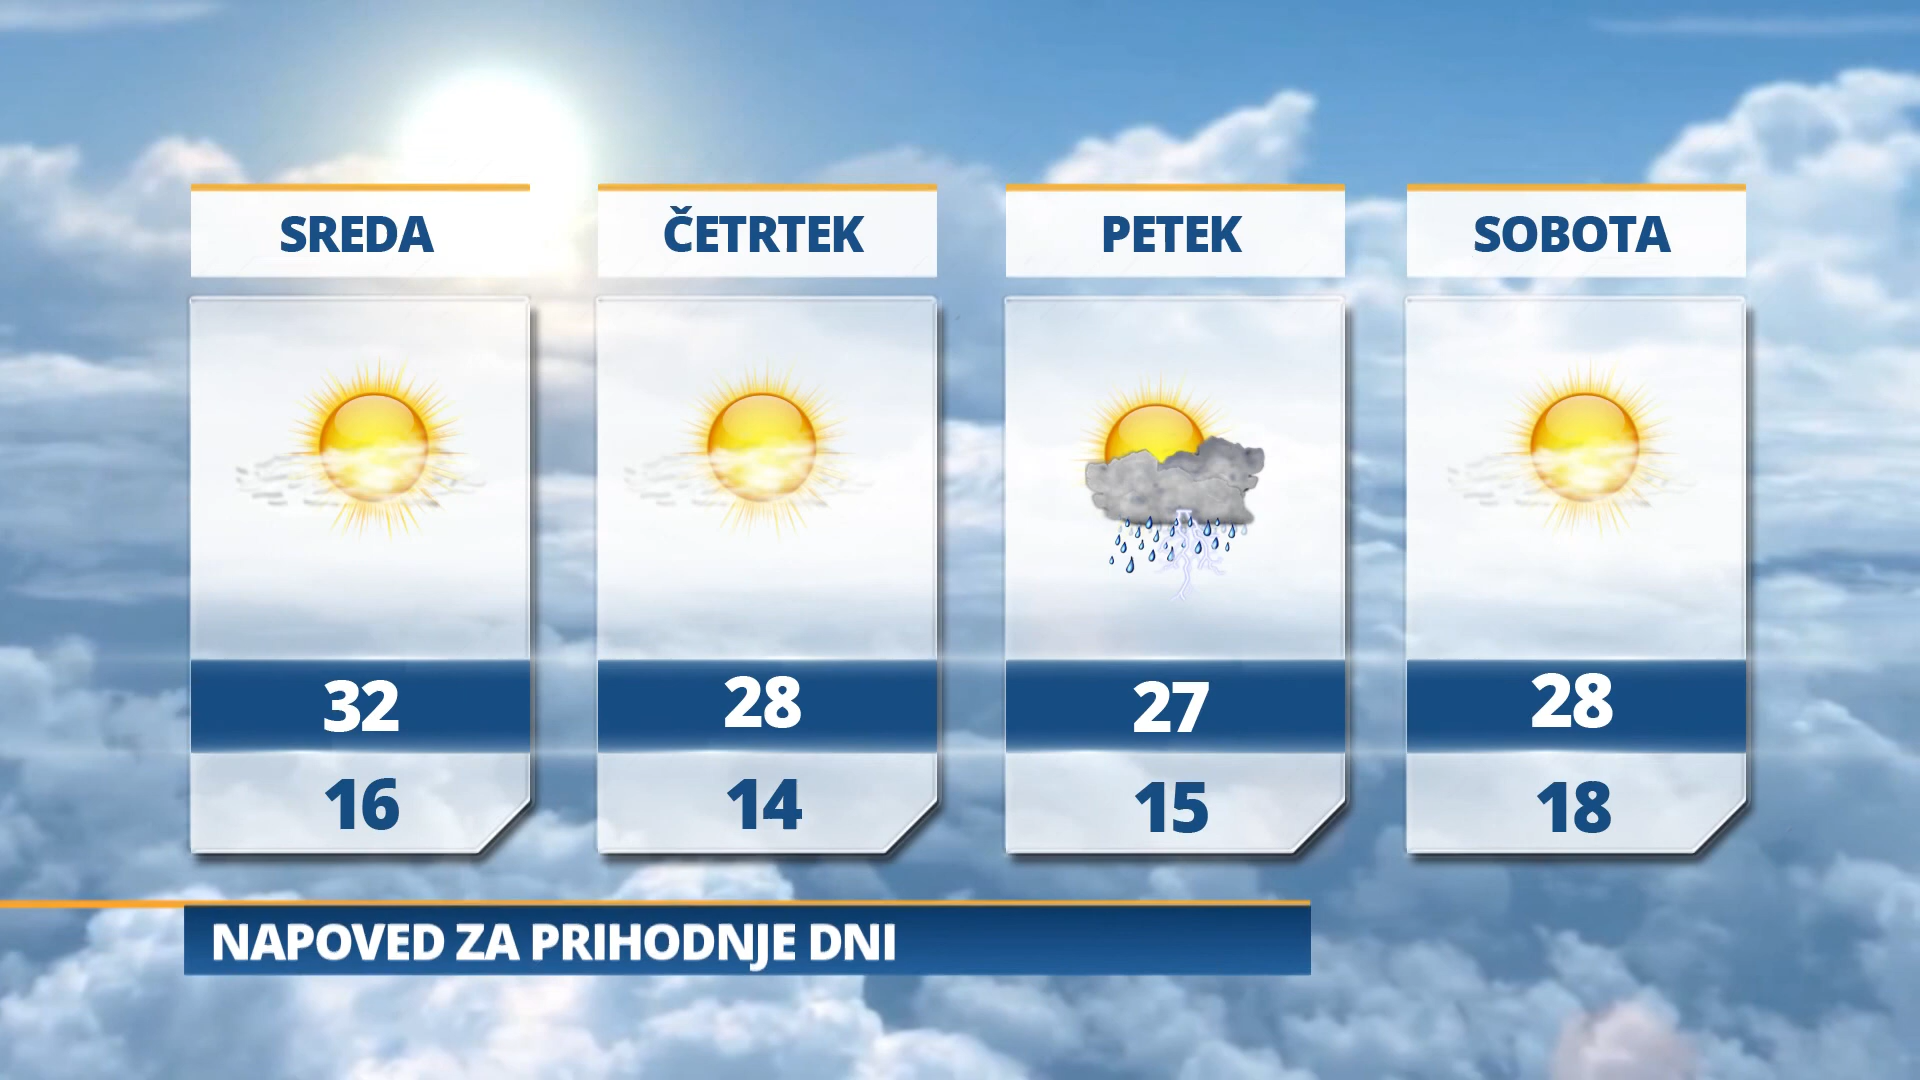 SREDA
ČETRTEK
PETEK
SOBOTA
32
28
27
28
16
14
15
18
NAPOVED ZA PRIHODNJE DNI